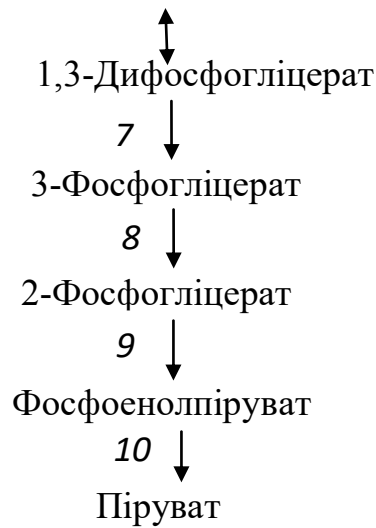 1,3-Дифосфогліцерат
7
3-Фосфогліцерат
8
2-Фосфогліцерат
9
Фосфоенолпіруват
10
Піруват